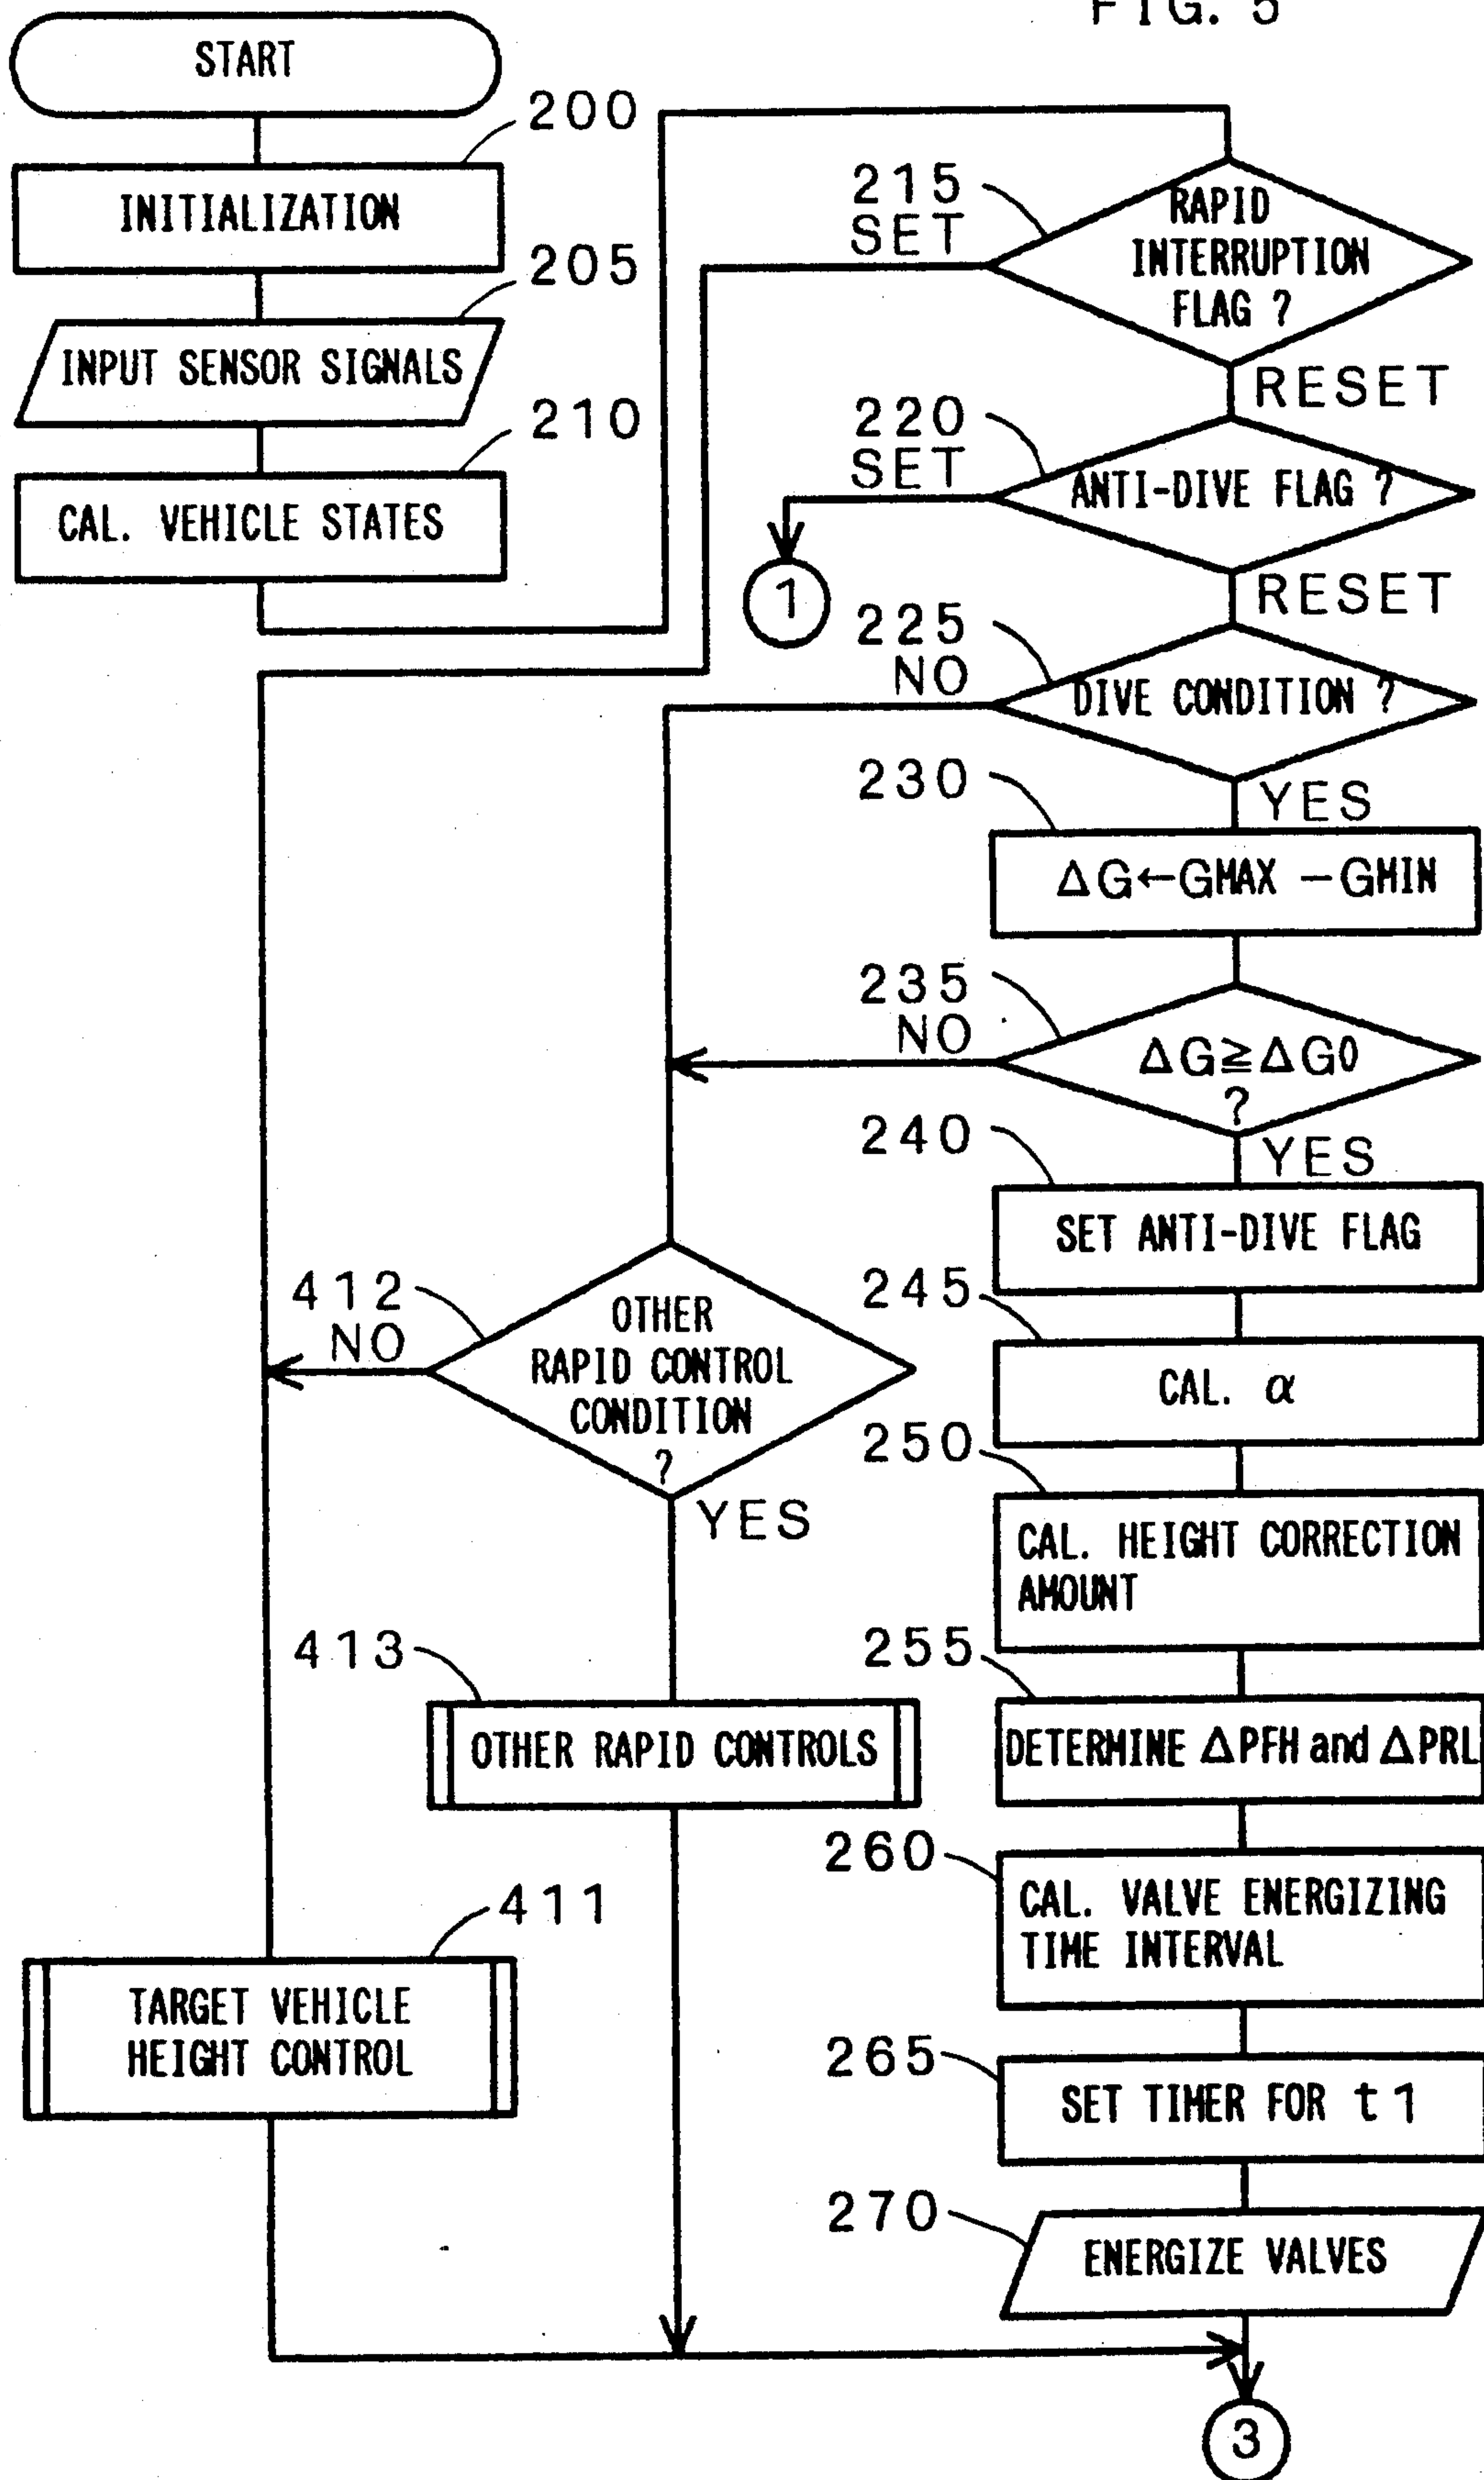 FIG. 5
START
200
INITIALIZATION
205
INPUT SENSOR SIGNALS
210
CAL. VEHICLE STATES
215
SET
RAPID
INTERRUPTION
FLAG ?
RESET
220
SET
ANTI-DIVE FLAG ?
1
RESET
225
NO
DIVE CONDITION ?
YES
230
ΔG←GMAX −GMIN
235
NO
ΔG≧ΔG0
?
YES
240
SET ANTI-DIVE FLAG
245
CAL. α
412
NO
OTHER
RAPID CONTROL
CONDITION
?
YES
250
CAL. HEIGHT CORRECTION
AMOUNT
413
OTHER RAPID CONTROLS
255
DETERMINE ΔPFH and ΔPRL
260
CAL. VALVE ENERGIZING
TIME INTERVAL
411
TARGET VEHICLE
HEIGHT CONTROL
265
SET TIMER FOR t1
270
ENERGIZE VALVES
3